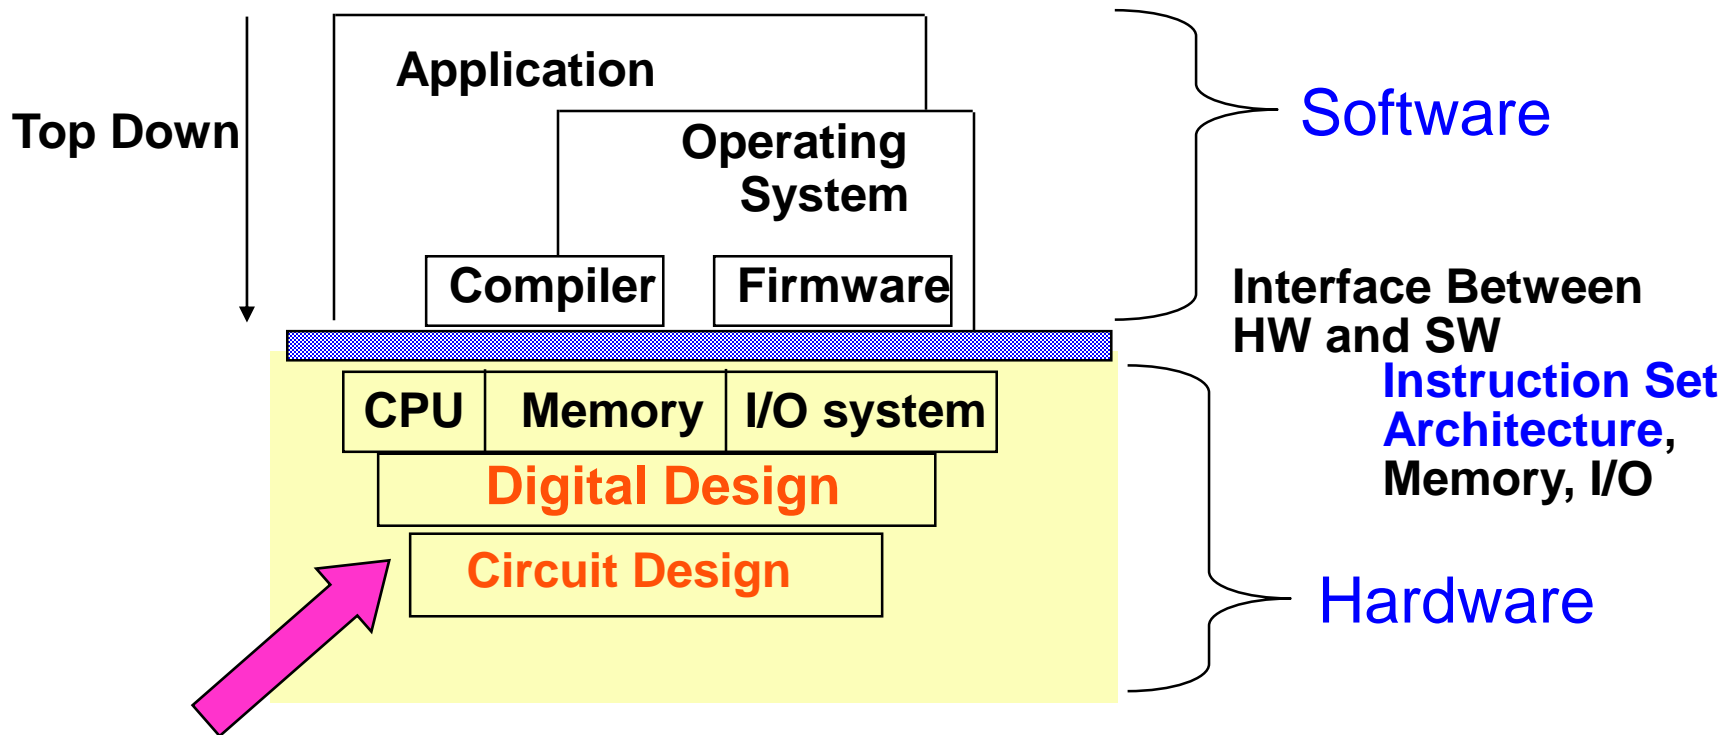 Application
Top Down
Operating
System
Software
Compiler
Firmware
Interface Between
HW and SW
Instruction Set
Architecture,
Memory, I/O
CPU
Memory
I/O system
Digital Design
Circuit Design
Hardware